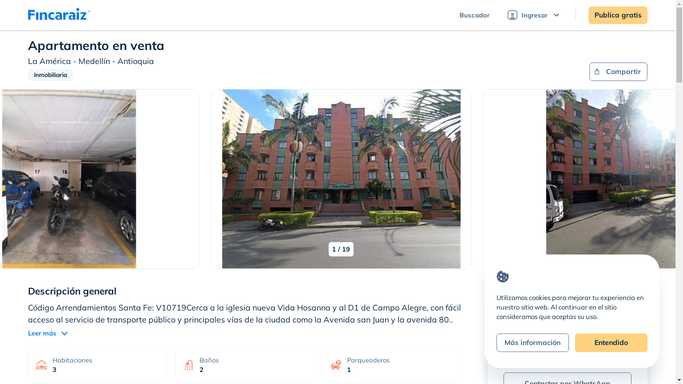 Fincaraiz
Buscador
Ingresar
Publica gratis
Apartamento en venta
La América - Medellín - Antioquia
Inmobiliaria
Compartir
17
18
1 / 19
Descripción general
Código Arrendamientos Santa Fe: V10719Cerca a la iglesia nueva Vida Hosanna y al D1 de Campo Alegre, con fácil
acceso al servicio de transporte público y principales vías de la ciudad como la Avenida san Juan y la avenida 80..
Leer más
Habitaciones
3
Baños
2
Parqueaderos
1
Utilizamos cookies para mejorar tu experiencia en
nuestro sitio web. Al continuar en el sitio
consideramos que aceptas su uso.
Más información
Entendido
Contactar por WhatsApp